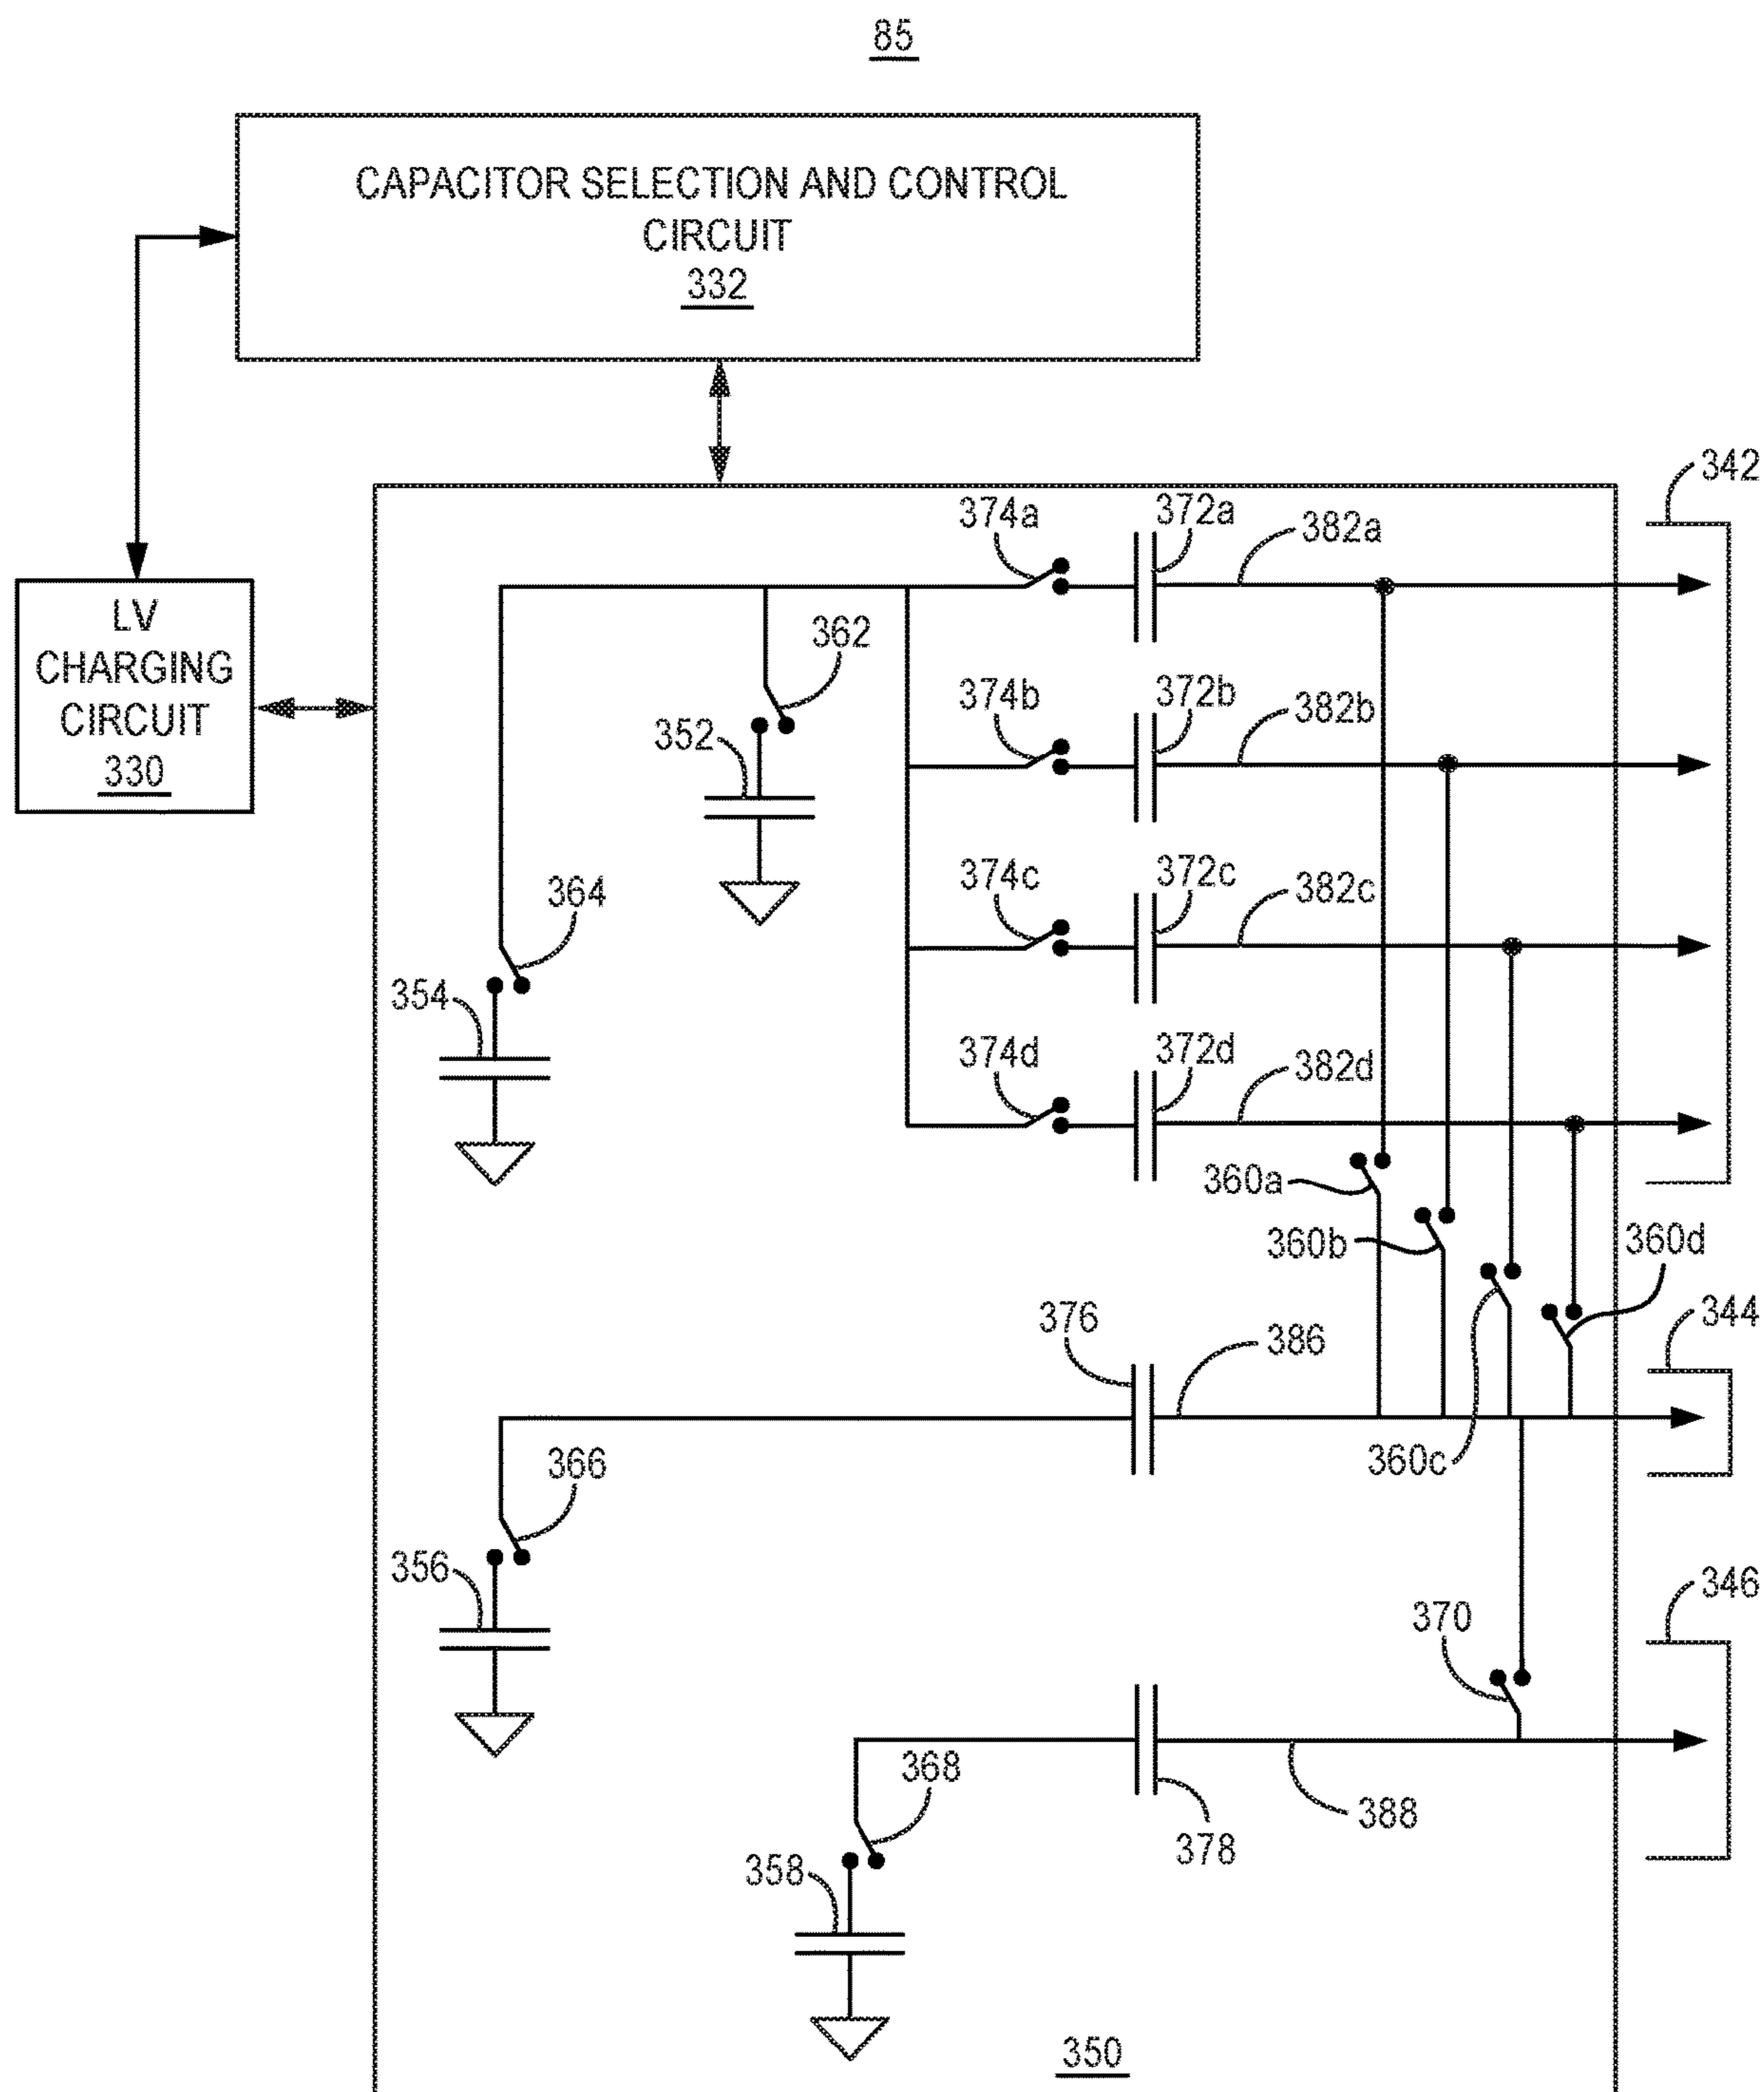 85
CAPACITOR SELECTION AND CONTROL
CIRCUIT
332
342
374a
372a
382a
LV
CHARGING
CIRCUIT
330
362
352
374b
372b
382b
364
354
374c
372c
382c
374d
372d
382d
360a
360b
360d
376
386
344
366
360c
356
370
346
368
388
378
358
350